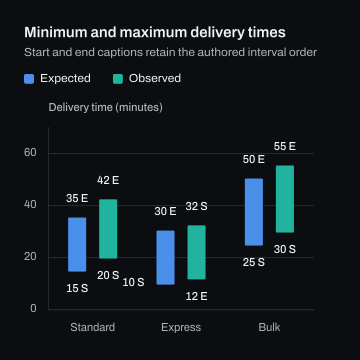 Minimum and maximum delivery times
Start and end captions retain the authored interval order
Expected Observed
Delivery time (minutes)
55 E
50 E
60
42 E
35 E
30 E 32 S
40
20
25 S 30 S
20 S 10 S
15 S
12 E
0
Standard Express Bulk